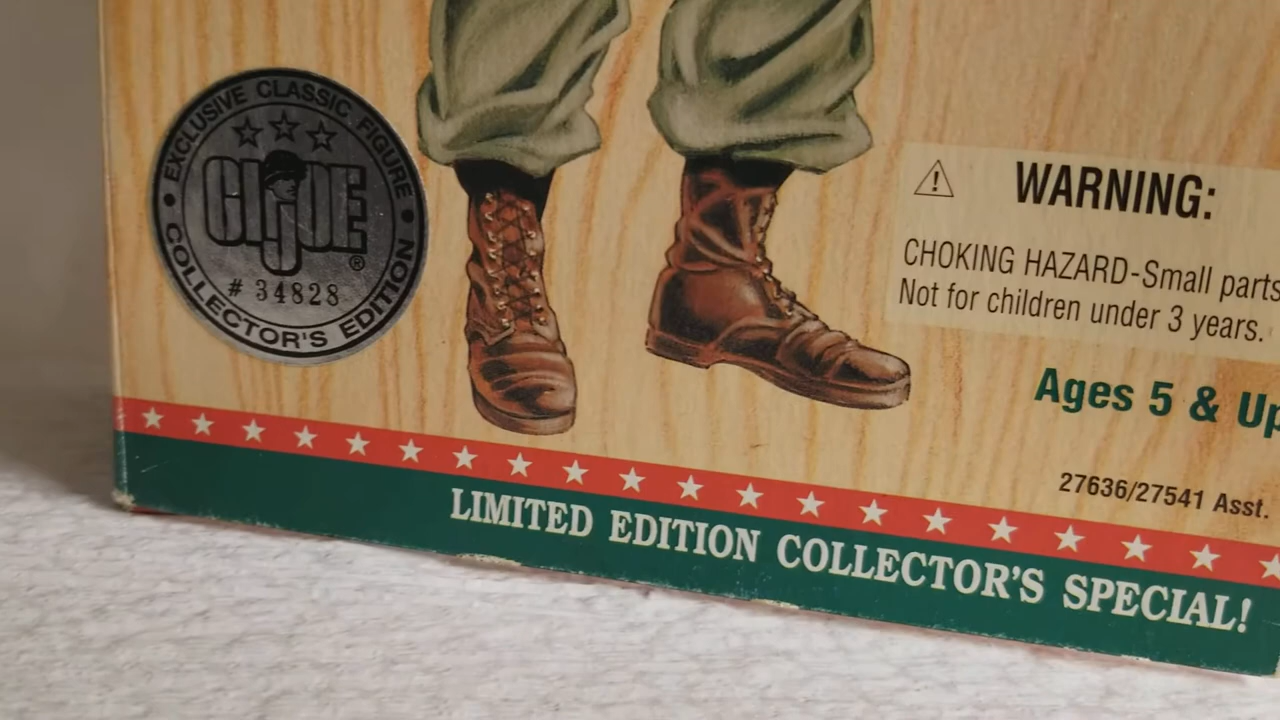 EXCLUSIVE CLASSIC FIGURE
GI JOE
®
# 34828
COLLECTOR'S EDITION
WARNING:
CHOKING HAZARD-Small parts
Not for children under 3 years.
Ages 5 & Up
27636/27541 Asst.
LIMITED EDITION COLLECTOR'S SPECIAL!